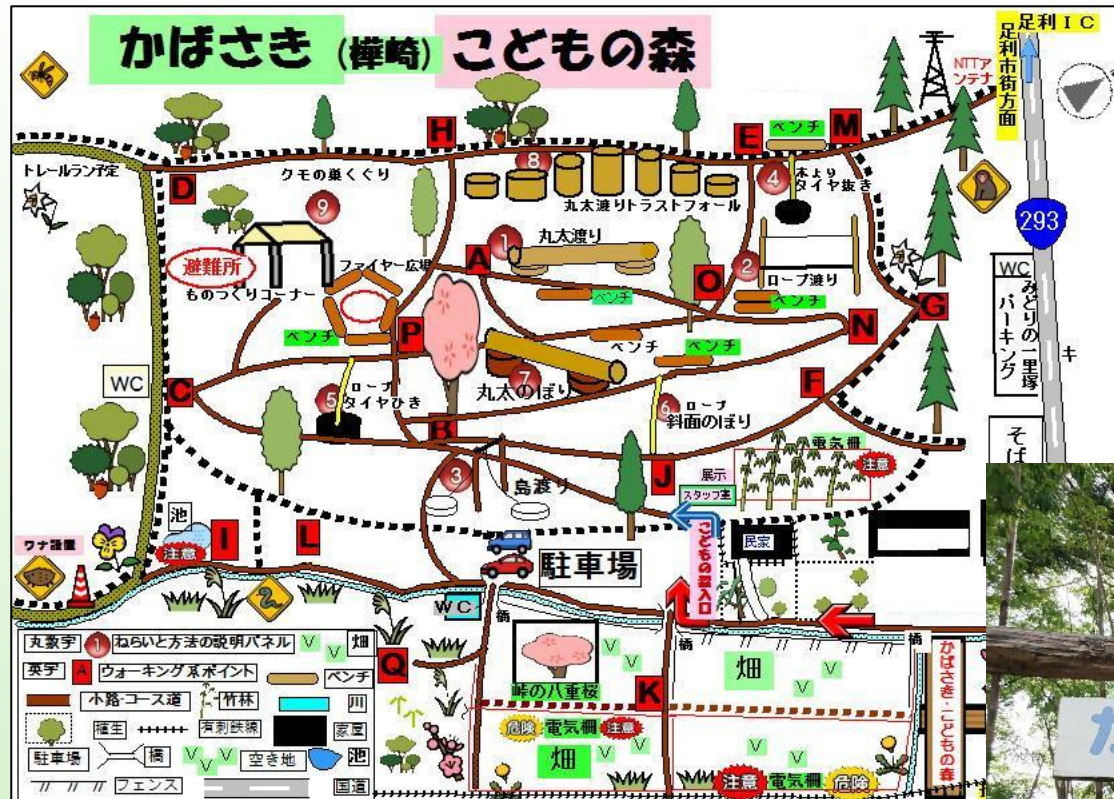 かばさき(樺崎)こどもの森
足利IC
足利市街方面
NTTア
ンテナ
293
WC
みどりの一里塚
パーキング
キ
そば
トレールラン予定
D
H
E
ベンチ
M
クモの巣くぐり
8
丸太渡りトラストフォール
4
木より
タイヤ抜き
9
避難所
ものつくりコーナー
ファイヤー広場
1
A
丸太渡り
ベンチ
O
2
ロープ渡り
ベンチ
G
ベンチ
P
ベンチ
ベンチ
N
WC
C
5
ロープ
タイヤひき
7
丸太のぼり
6
ロープ
斜面のぼり
F
B
3
島渡り
J
展示
スタッフ室
電気柵
注意
池
注意
I
L
ワナ設置
駐車場
こどもの森入口
民家
WC
橋
橋
橋
Q
峠の八重桜
K
畑
かばさき・こどもの森
危険
電気柵
注意
畑
注意
電気柵
危険
丸数字
1
ねらいと方法の説明パネル
畑
英字
A
ウォーキング系ポイント
ベンチ
小路・コース道
竹林
川
植生
有刺鉄線
家屋
駐車場
橋
空き地
池
フェンス
国道